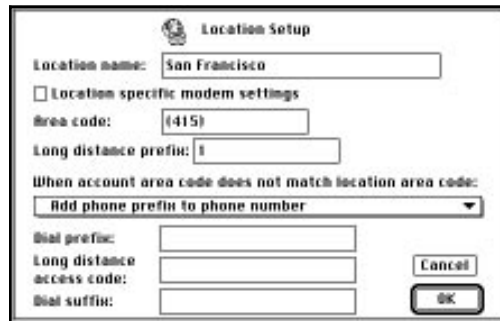 Location Setup
Location name: San Francisco
Location specific modem settings
Area code: (415)
Long distance prefix: 1
When account area code does not match location area code:
Add phone prefix to phone number
Dial prefix:
Long distance
access code:
Cancel
Dial suffix:
OK